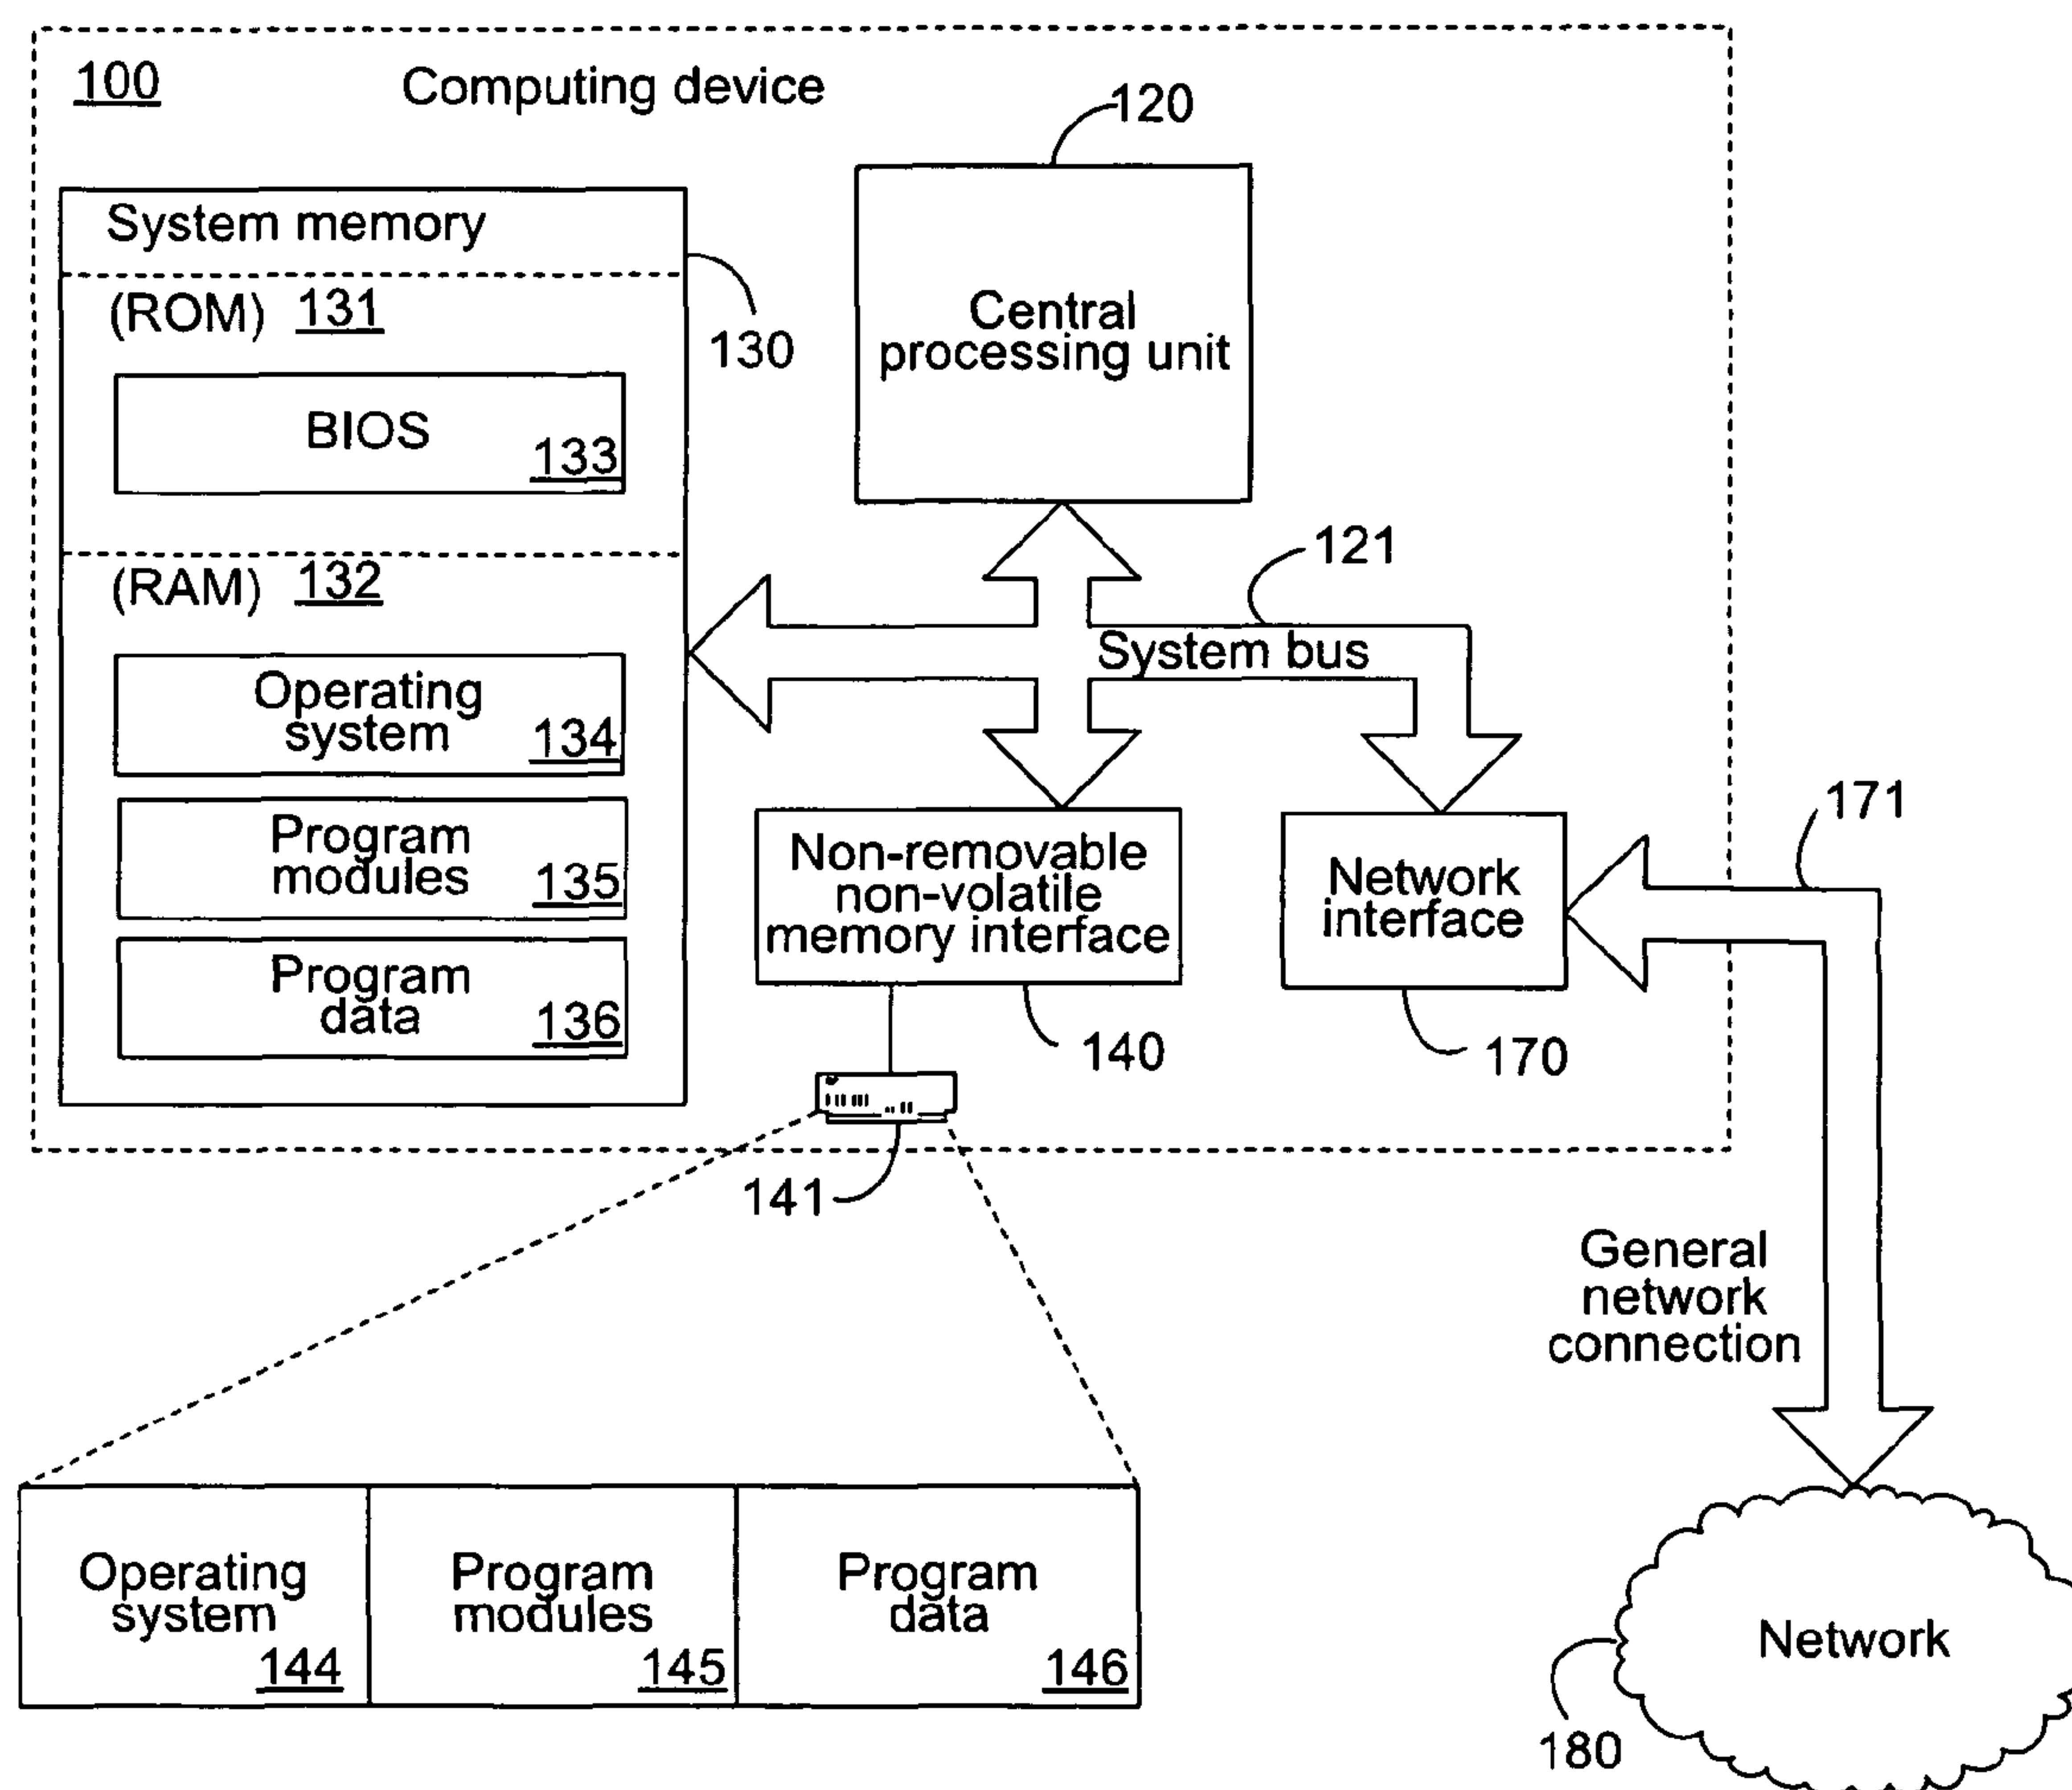 100 Computing device
120
System memory
(ROM) 131
130
BIOS
133
Central
processing unit
121
(RAM) 132
System bus
Operating
system
134
Program
modules
135
Program
data
136
Non-removable
non-volatile
memory interface
140
Network
interface
170
171
141
General
network
connection
Operating
system
144
Program
modules
145
Program
data
146
Network
180